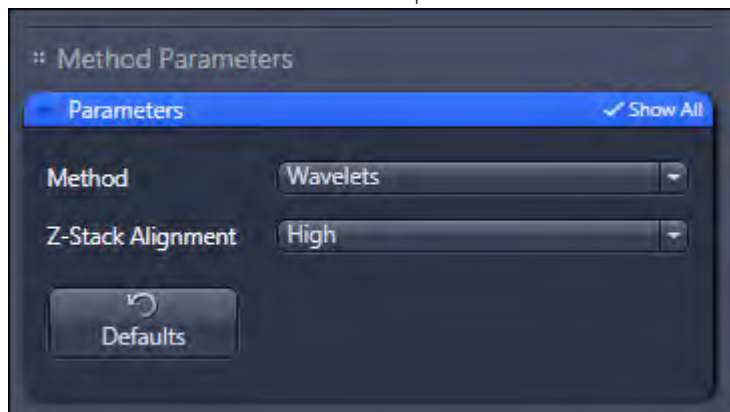 Method Parameters
Parameters Show All
Method Wavelets
Z-Stack Alignment High
Defaults